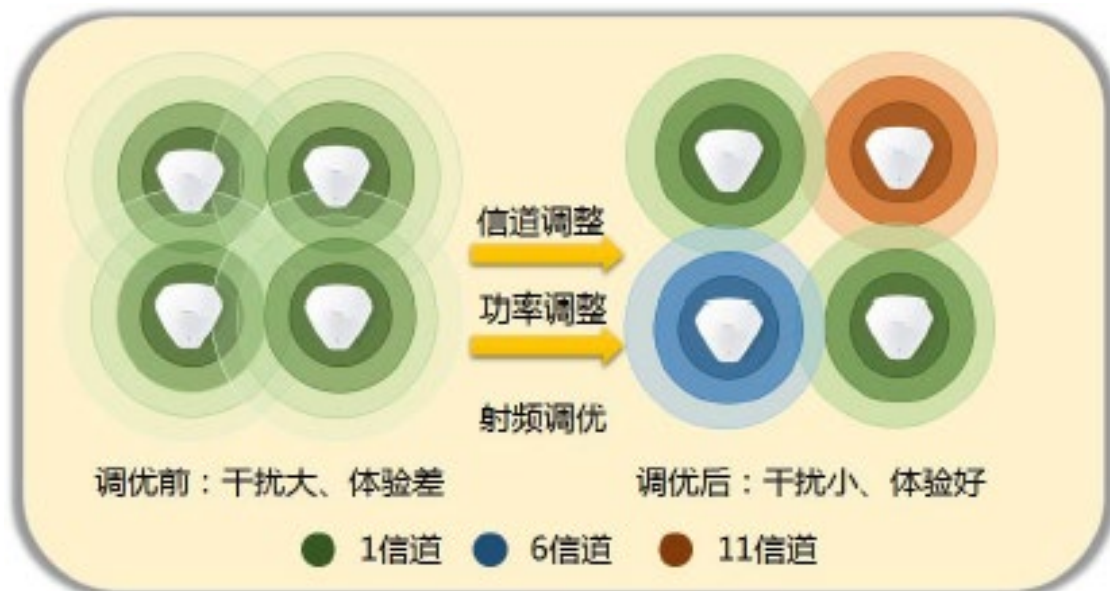 信道调整
功率调整
射频调优
调优前：干扰大、体验差
调优后：干扰小、体验好
1信道
6信道
11信道